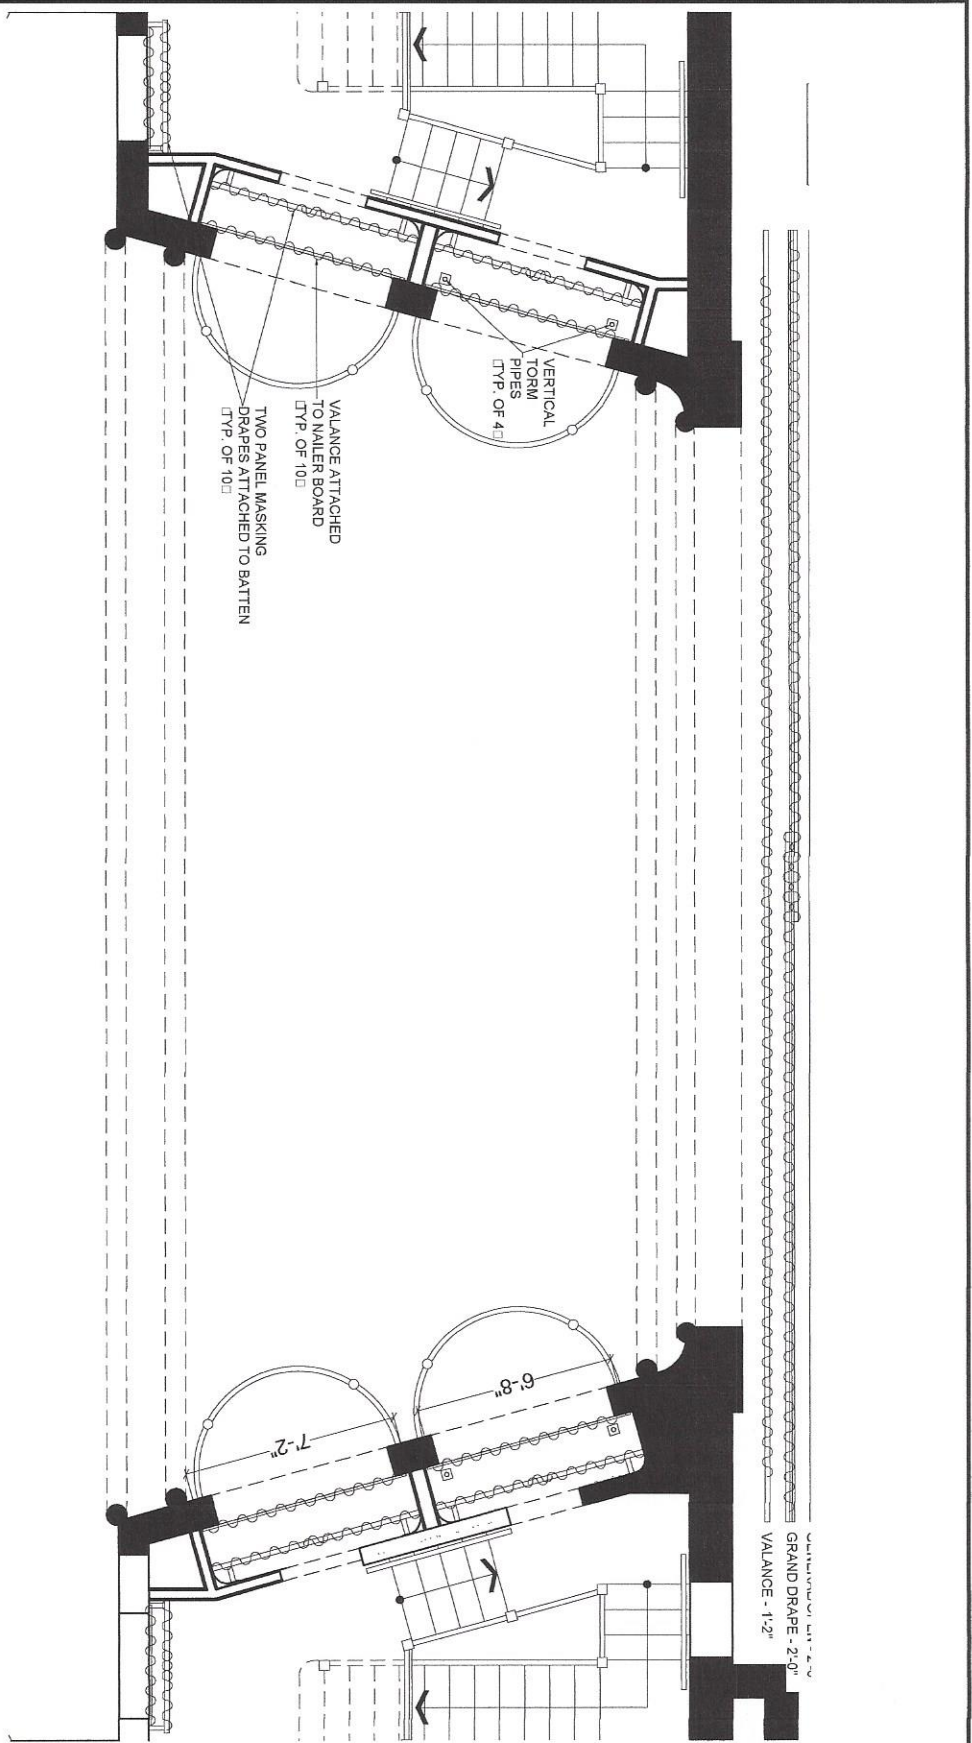 VERTICAL
TORM
PIPES
□TYP. OF 4□
VALANCE ATTACHED
TO NAILER BOARD
□TYP. OF 10□
TWO PANEL MASKING
DRAPES ATTACHED TO BATTEN
□TYP. OF 10□
GRAND DRAPE - 2'-0"
VALANCE - 1'-2"
6'-8"
7'-2"